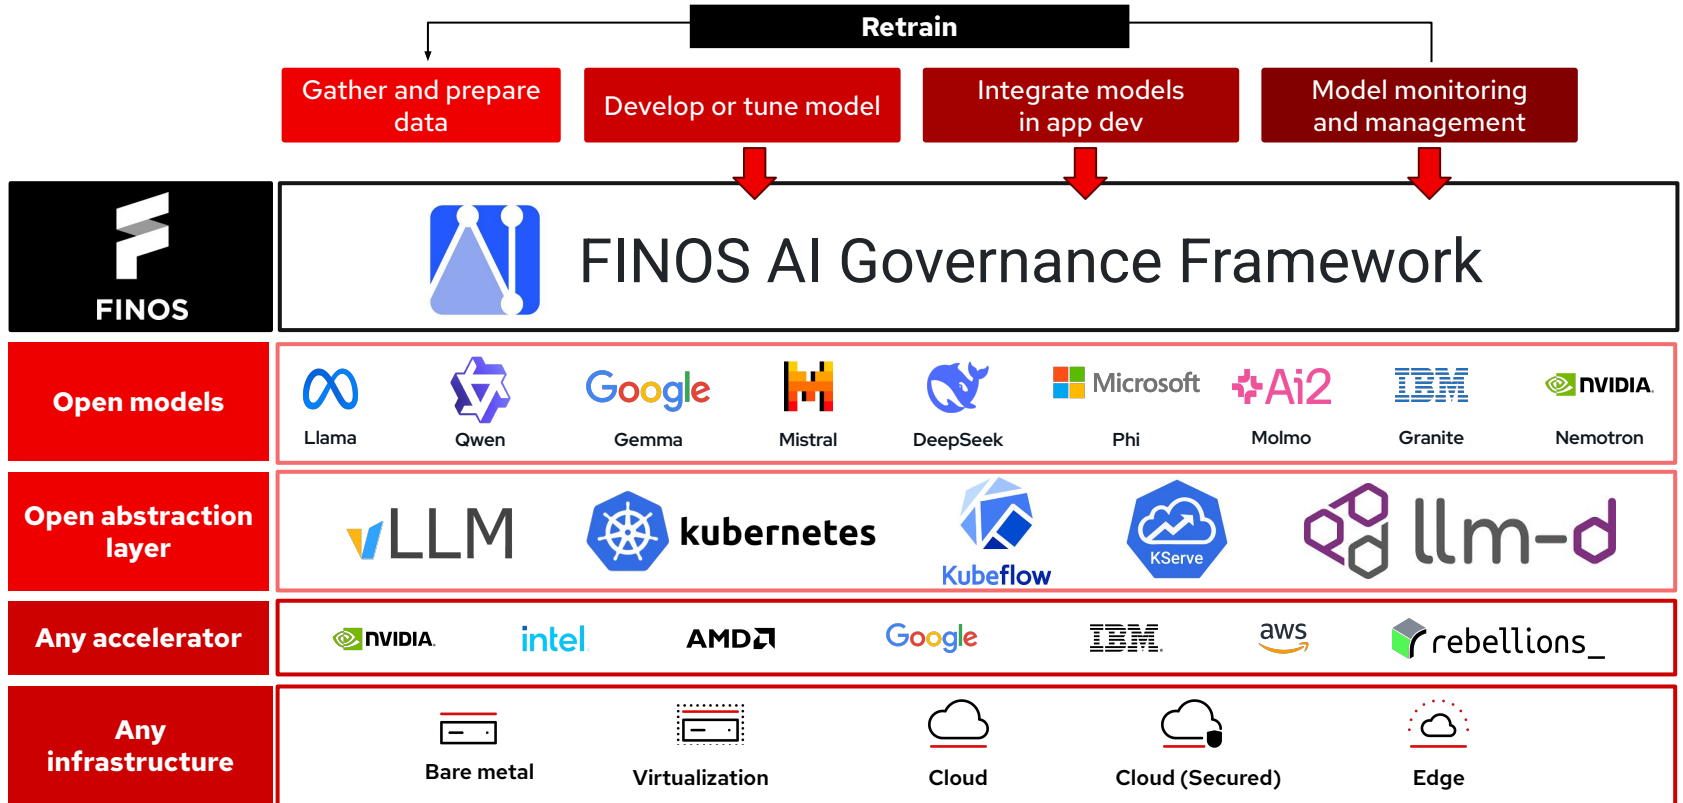 Retrain
Gather and prepare
data
Develop or tune model
Integrate models
in app dev
Model monitoring
and management
FINOS
FINOS AI Governance Framework
Open models
Llama
Qwen
Google
Gemma
Mistral
DeepSeek
Microsoft
Phi
Ai2
Molmo
IBM
Granite
NVIDIA.
Nemotron
Open abstraction
layer
vLLM
kubernetes
Kubeflow
KServe
llm-d
Any accelerator
NVIDIA.
intel.
AMD
Google
IBM.
aws
rebellions_
Any
infrastructure
Bare metal
Virtualization
Cloud
Cloud (Secured)
Edge